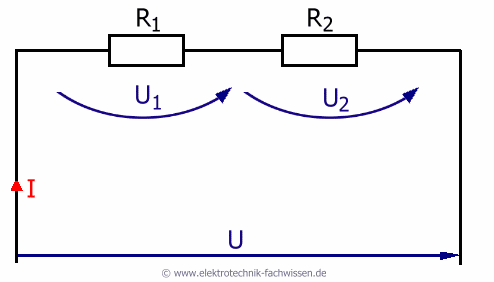 R1 R2
U1 U2
I
U
© www.elektrotechnik-fachwissen.de